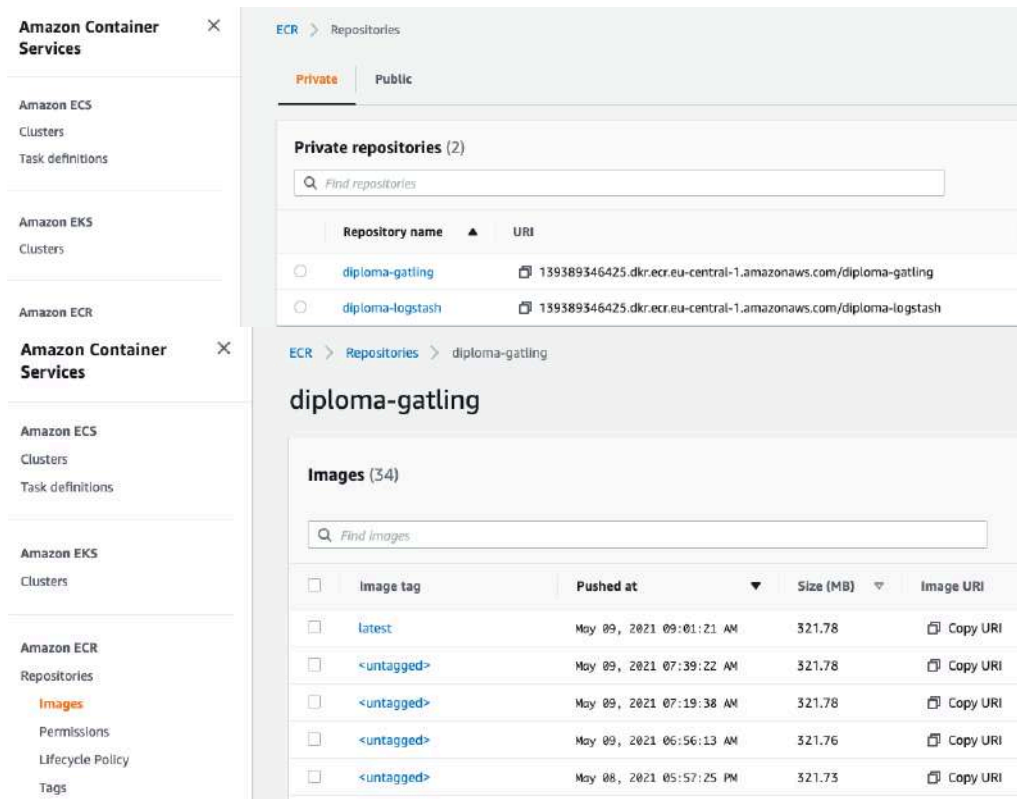 Amazon Container
Services
ECR > Repositories
Private Public
Amazon ECS
Clusters
Task definitions
Amazon EKS
Clusters
Amazon ECR
Private repositories (2)
Find repositories
Repository name ▲ URI
diploma-gatling 139389346425.dkr.ecr.eu-central-1.amazonaws.com/diploma-gatling
diploma-logstash 139389346425.dkr.ecr.eu-central-1.amazonaws.com/diploma-logstash
Amazon Container
Services
Amazon ECS
Clusters
Task definitions
Amazon EKS
Clusters
Amazon ECR
Repositories
Images
Permissions
Lifecycle Policy
Tags
ECR > Repositories > diploma-gatling
diploma-gatling
Images (34)
Find images
Image tag Pushed at ▼ Size (MB) ▽ Image URI
latest May 09, 2021 09:01:21 AM 321.78 Copy URI
<untagged> May 09, 2021 07:39:22 AM 321.78 Copy URI
<untagged> May 09, 2021 07:19:38 AM 321.78 Copy URI
<untagged> May 09, 2021 06:56:13 AM 321.76 Copy URI
<untagged> May 08, 2021 05:57:25 PM 321.73 Copy URI